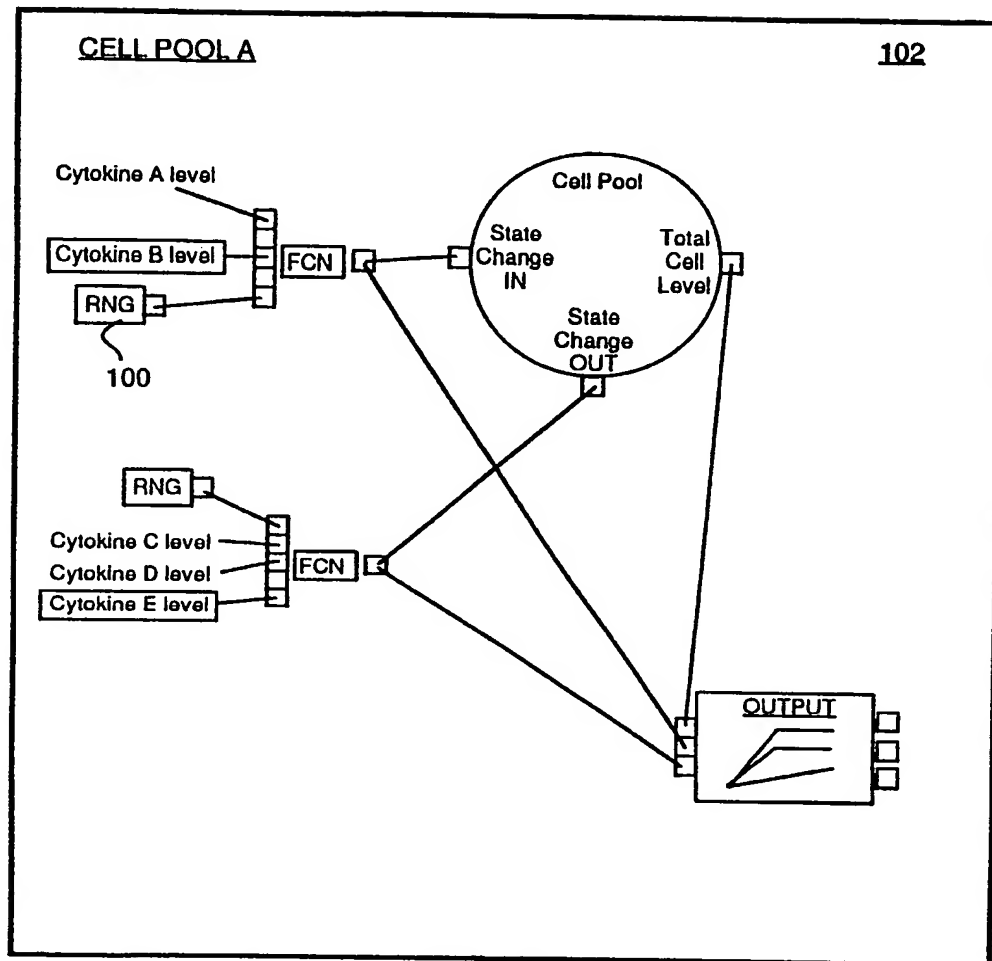 CELL POOL A
102
Cytokine A level
Cytokine B level
FCN
RNG
100
Cell Pool
State
Change
IN
Total
Cell
Level
State
Change
OUT
RNG
Cytokine C level
Cytokine D level
FCN
Cytokine E level
OUTPUT